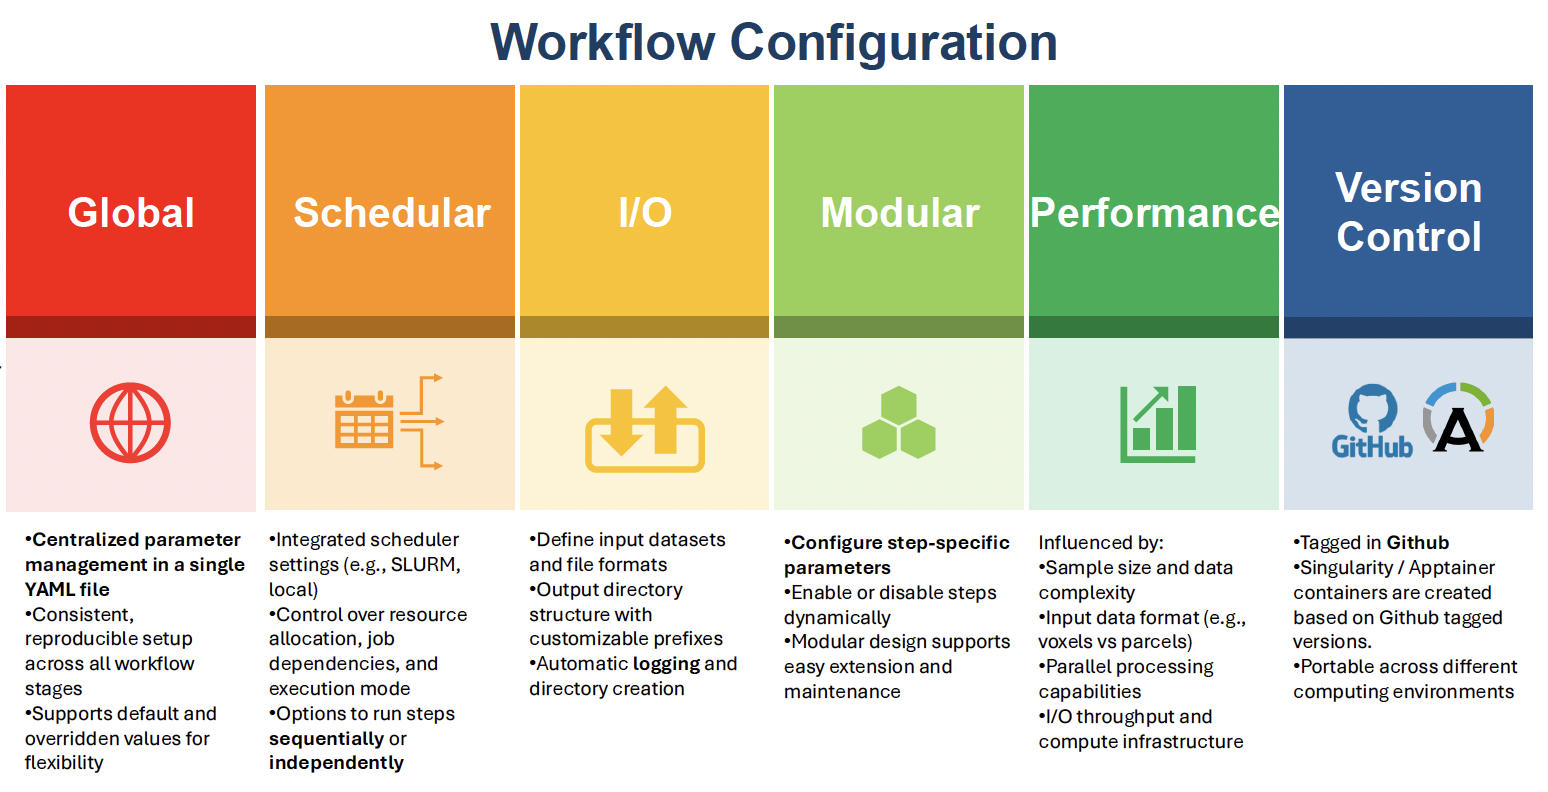 Workflow Configuration
Global
Schedular
I/O
Modular
Performance
Version
Control
GitHub
A
•Centralized parameter
management in a single
YAML file
•Consistent,
reproducible setup
across all workflow
stages
•Supports default and
overridden values for
flexibility
•Integrated scheduler
settings (e.g., SLURM,
local)
•Control over resource
allocation, job
dependencies, and
execution mode
•Options to run steps
sequentially or
independently
•Define input datasets
and file formats
•Output directory
structure with
customizable prefixes
•Automatic logging and
directory creation
•Configure step-specific
parameters
•Enable or disable steps
dynamically
•Modular design supports
easy extension and
maintenance
Influenced by:
•Sample size and data
complexity
•Input data format (e.g.,
voxels vs parcels)
•Parallel processing
capabilities
•I/O throughput and
compute infrastructure
•Tagged in Github
•Singularity / Apptainer
containers are created
based on Github tagged
versions.
•Portable across different
computing environments